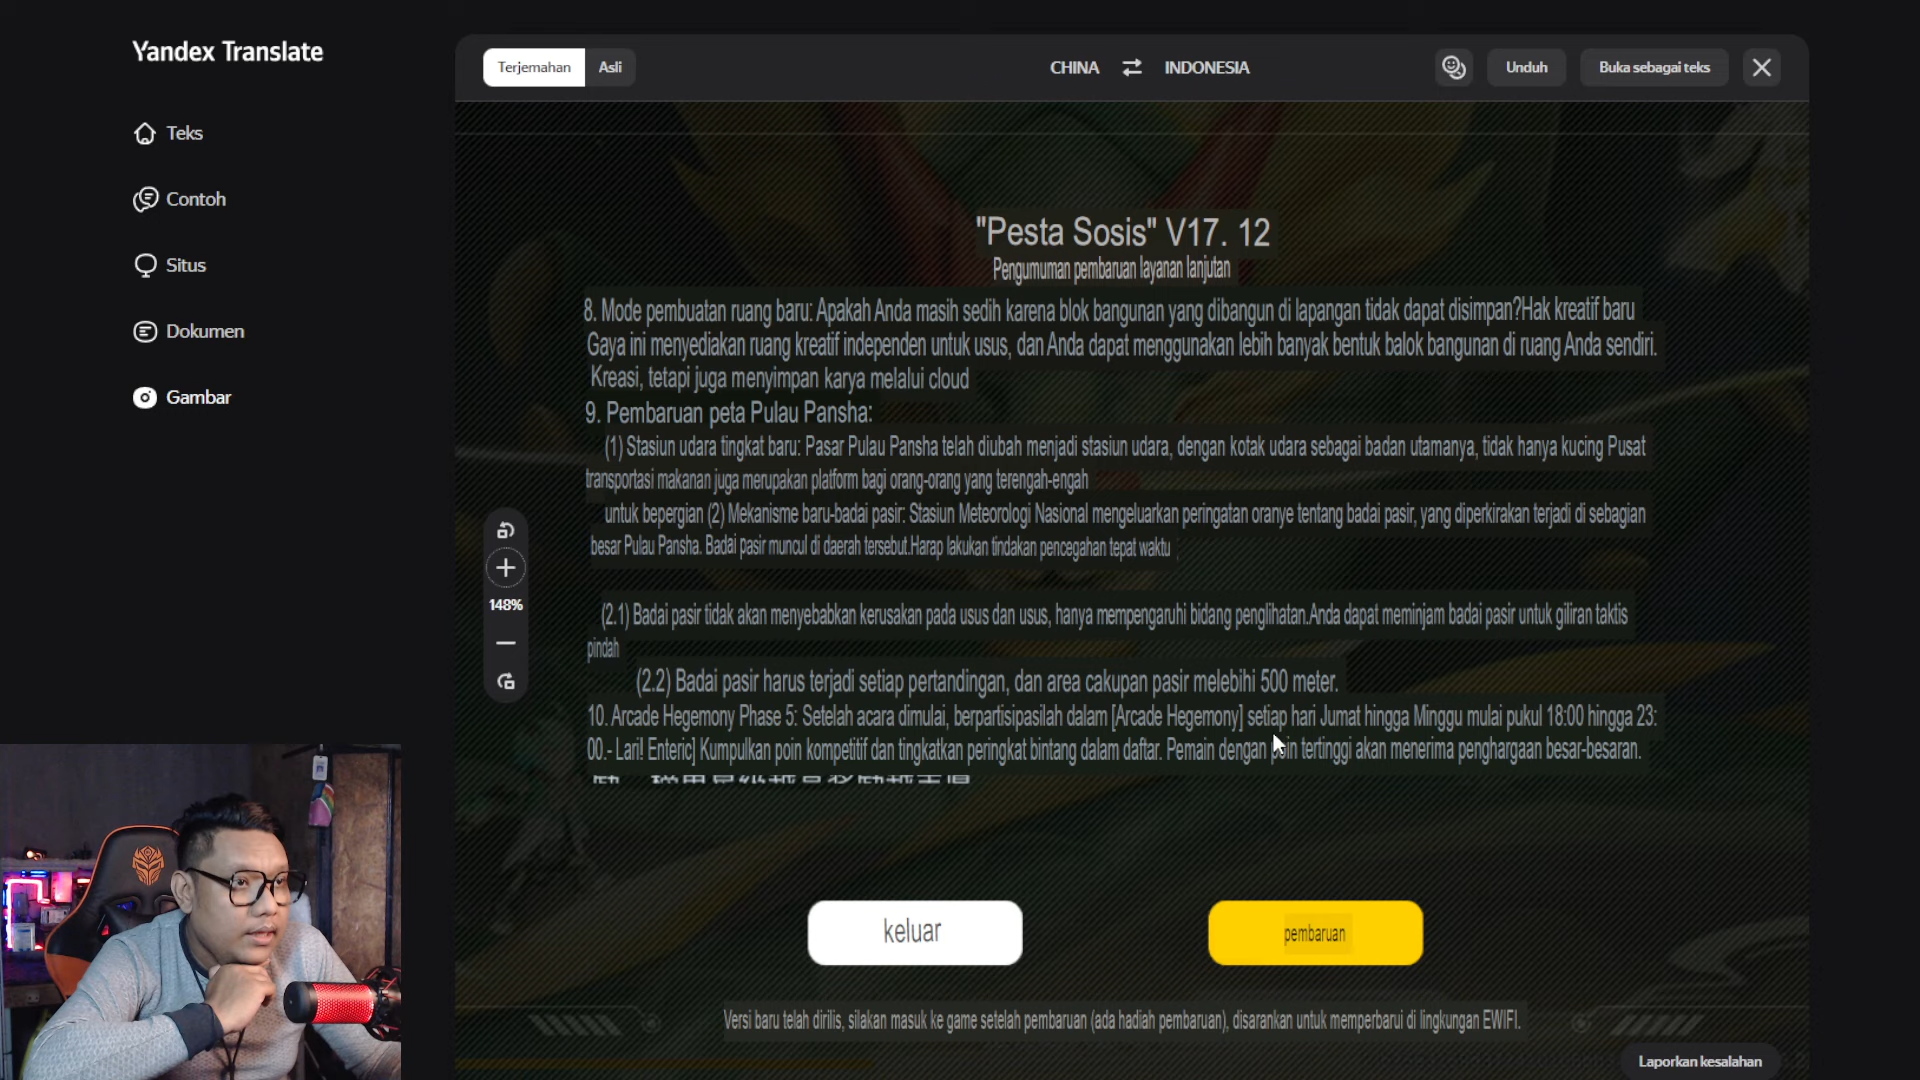 Yandex Translate
Terjemahan
Asli
CHINA
INDONESIA
Unduh
Buka sebagai teks
Teks
Contoh
Situs
Dokumen
Gambar
148%
"Pesta Sosis" V17. 12
Pengumuman pembaruan layanan lanjutan
8. Mode pembuatan ruang baru: Apakah Anda masih sedih karena blok bangunan yang dibangun di lapangan tidak dapat disimpan?Hak kreatif baru
Gaya ini menyediakan ruang kreatif independen untuk usus, dan Anda dapat menggunakan lebih banyak bentuk balok bangunan di ruang Anda sendiri.
Kreasi, tetapi juga menyimpan karya melalui cloud
9. Pembaruan peta Pulau Pansha:
(1) Stasiun udara tingkat baru: Pasar Pulau Pansha telah diubah menjadi stasiun udara, dengan kotak udara sebagai badan utamanya, tidak hanya kucing Pusat
transportasi makanan juga merupakan platform bagi orang-orang yang terengah-engah
untuk bepergian (2) Mekanisme baru-badai pasir: Stasiun Meteorologi Nasional mengeluarkan peringatan oranye tentang badai pasir, yang diperkirakan terjadi di sebagian
besar Pulau Pansha. Badai pasir muncul di daerah tersebut.Harap lakukan tindakan pencegahan tepat waktu
(2.1) Badai pasir tidak akan menyebabkan kerusakan pada usus dan usus, hanya mempengaruhi bidang penglihatan.Anda dapat meminjam badai pasir untuk giliran taktis
pindah
(2.2) Badai pasir harus terjadi setiap pertandingan, dan area cakupan pasir melebihi 500 meter.
10. Arcade Hegemony Phase 5: Setelah acara dimulai, berpartisipasilah dalam [Arcade Hegemony] setiap hari Jumat hingga Minggu mulai pukul 18:00 hingga 23:
00.- Lari! Enteric] Kumpulkan poin kompetitif dan tingkatkan peringkat bintang dalam daftar. Pemain dengan poin tertinggi akan menerima penghargaan besar-besaran.
keluar
pembaruan
Versi baru telah dirilis, silakan masuk ke game setelah pembaruan (ada hadiah pembaruan), disarankan untuk memperbarui di lingkungan EWIFI.
Laporkan kesalahan